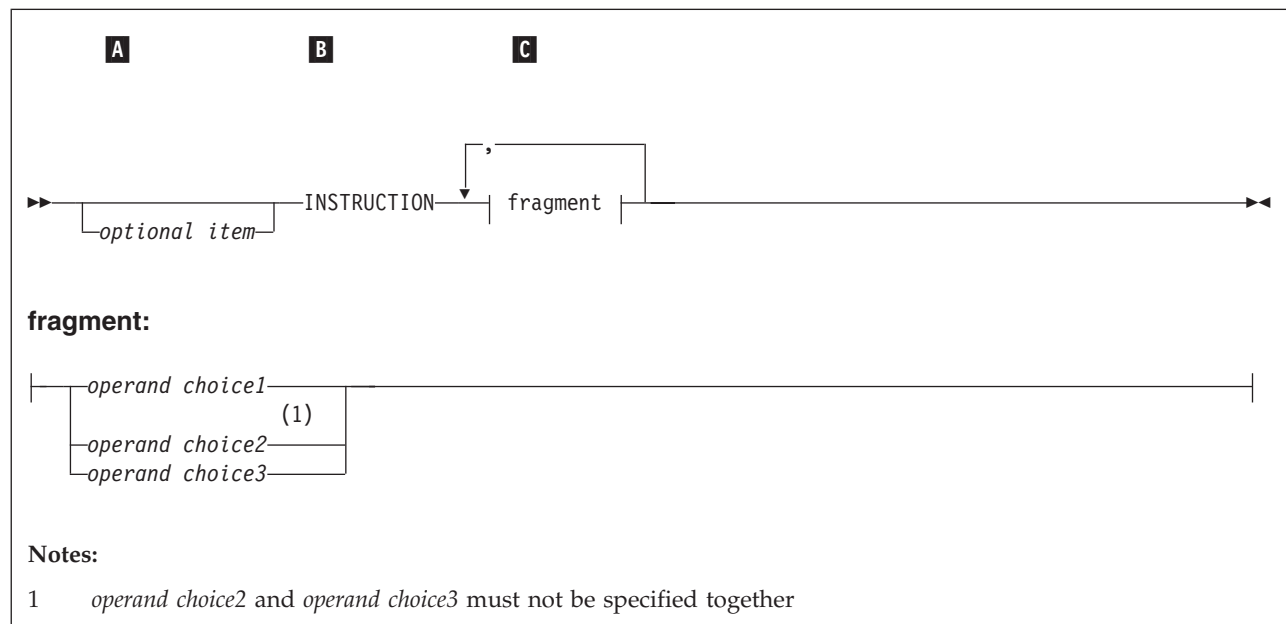 A B C
,
INSTRUCTION fragment
optional item
fragment:
operand choice1
(1)
operand choice2
operand choice3
Notes:
1 operand choice2 and operand choice3 must not be specified together